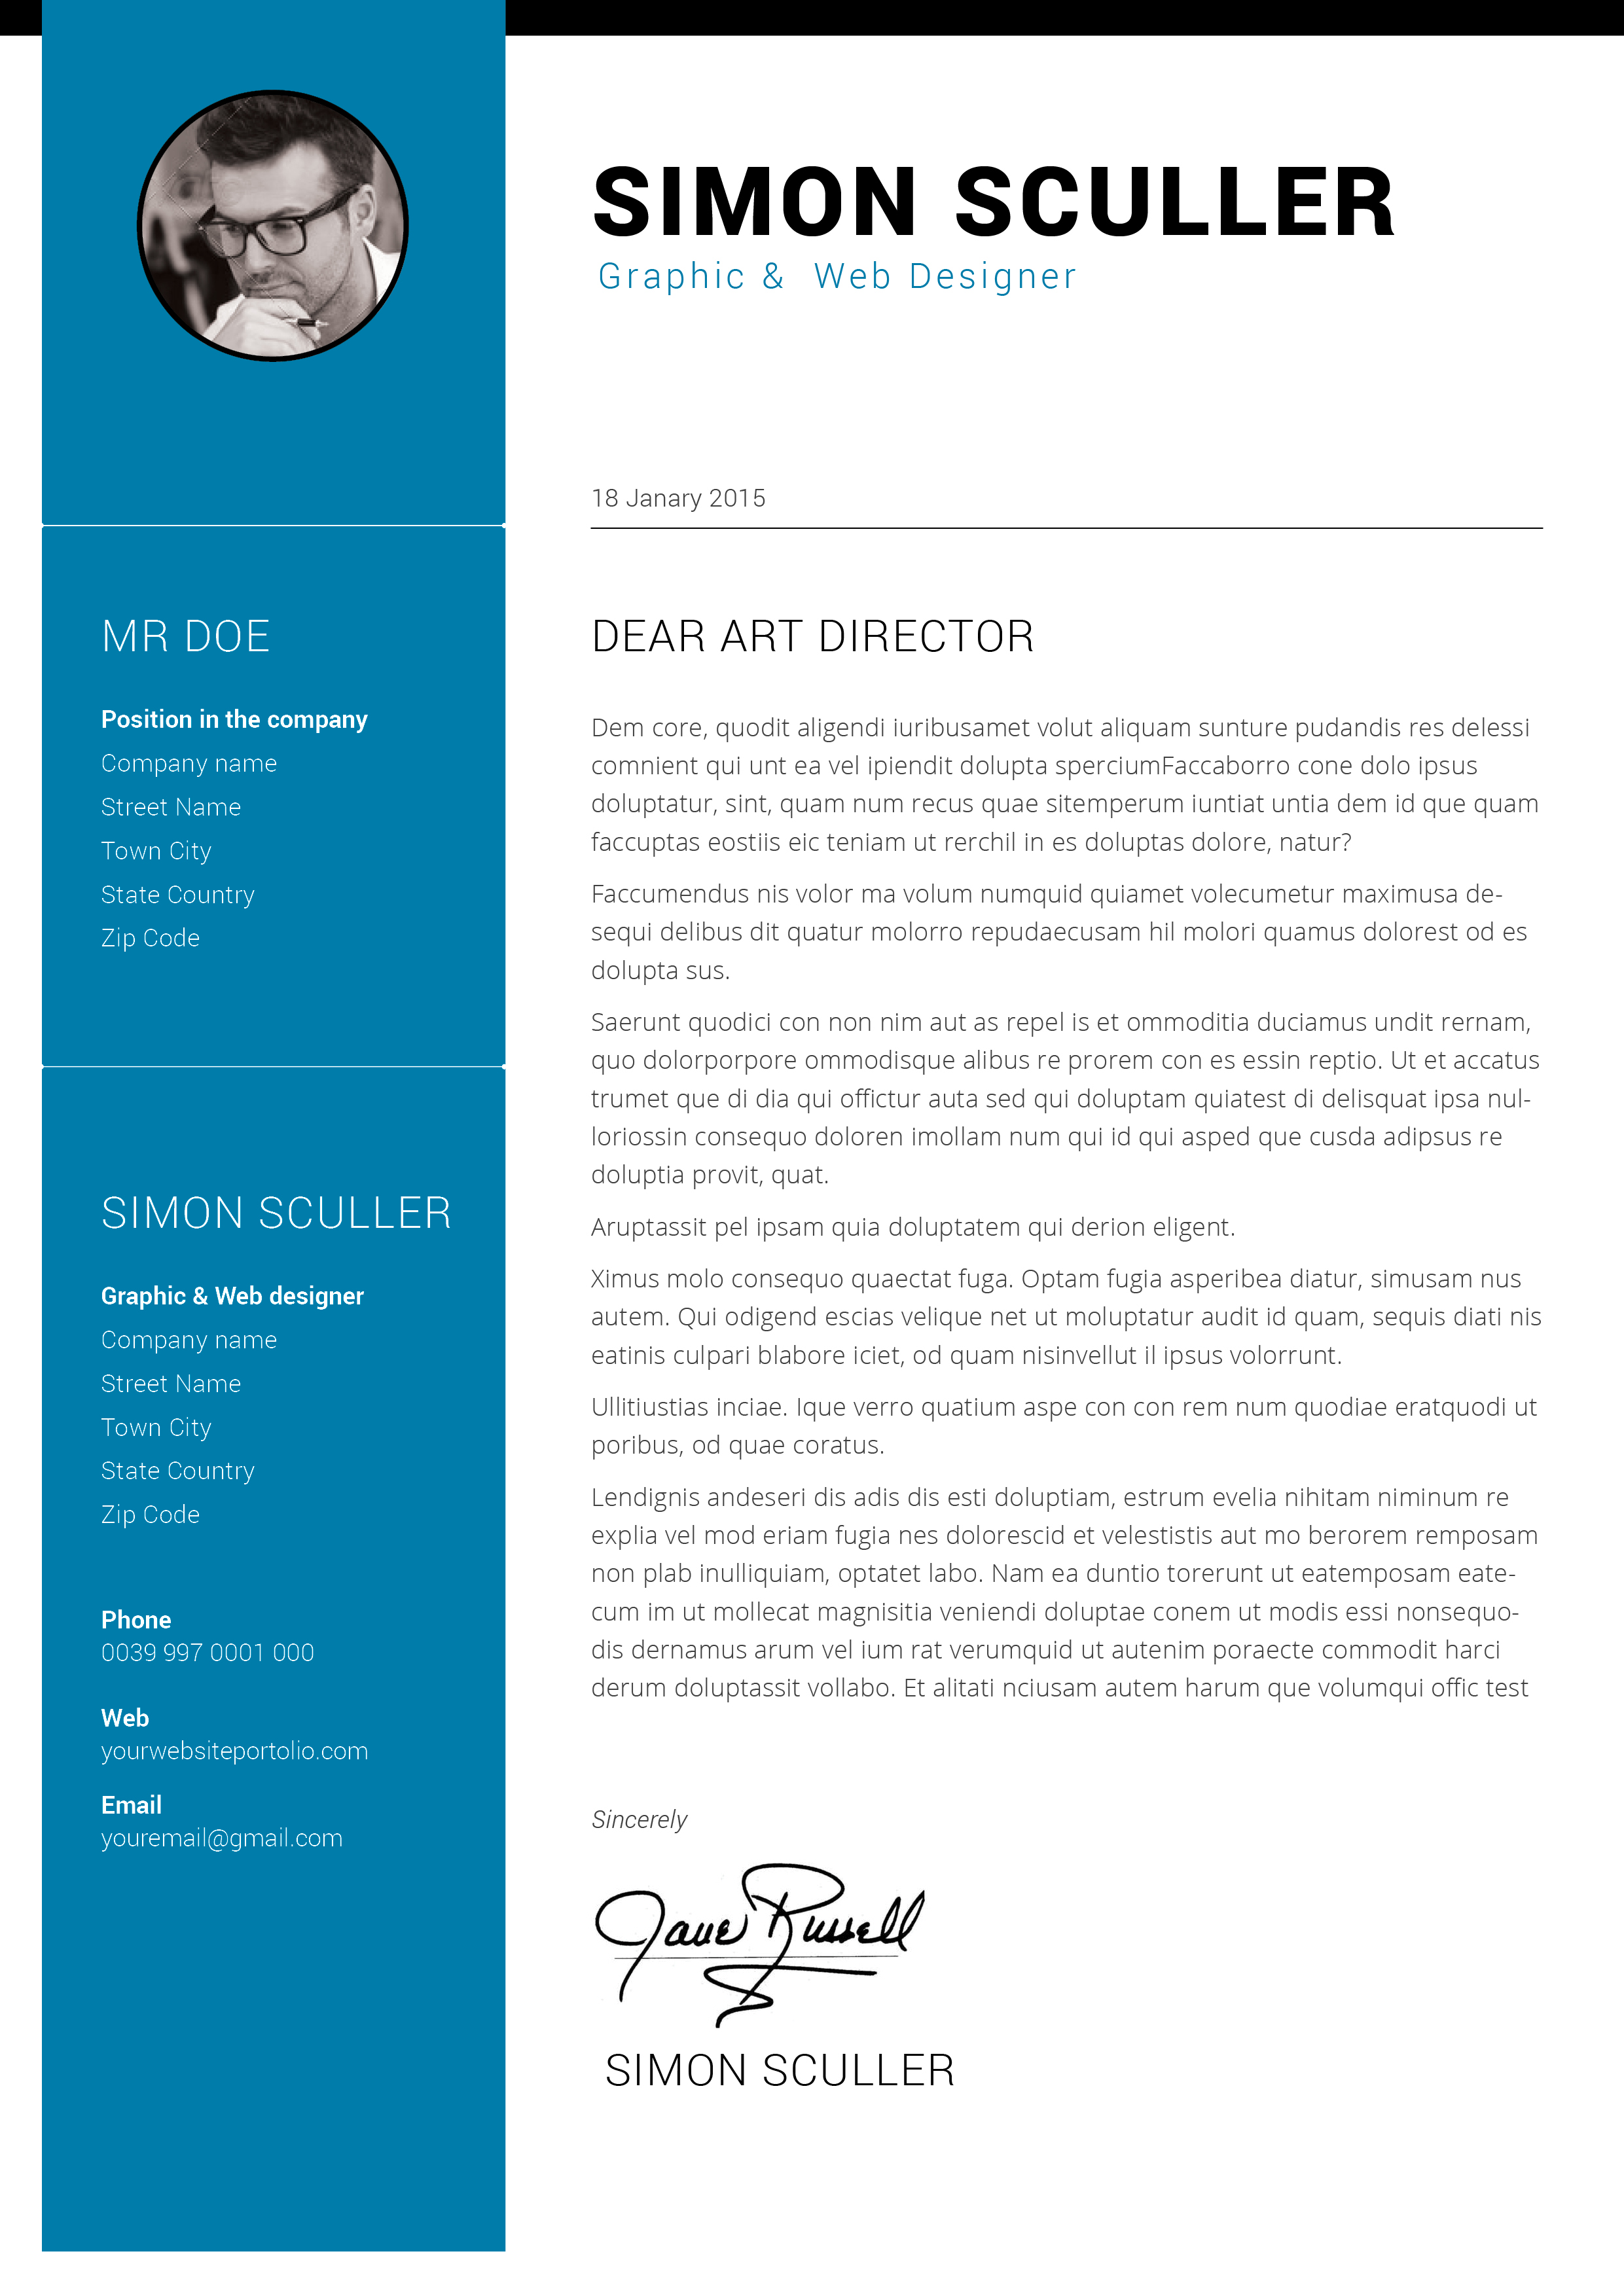 SIMON SCULLER
Graphic & Web Designer
18 Janary 2015
MR DOE
Position in the company
Company name
Street Name
Town City
State Country
Zip Code
SIMON SCULLER
Graphic & Web designer
Company name
Street Name
Town City
State Country
Zip Code
Phone
0039 997 0001 000
Web
yourwebsiteportolio.com
Email
youremail@gmail.com
DEAR ART DIRECTOR
Dem core, quodit aligendi iuribusamet volut aliquam sunture pudandis res delessi
comnient qui unt ea vel ipiendit dolupta sperciumFaccaborro cone dolo ipsus
doluptatur, sint, quam num recus quae sitemperum iuntiat untia dem id que quam
faccuptas eostiis eic teniam ut rerchil in es doluptas dolore, natur?
Faccumendus nis volor ma volum numquid quiamet volecumetur maximusa de-
sequi delibus dit quatur molorro repudaecusam hil molori quamus dolorest od es
dolupta sus.
Saerunt quodici con non nim aut as repel is et ommoditia duciamus undit rernam,
quo dolorporpore ommodisque alibus re prorem con es essin reptio. Ut et accatus
trumet que di dia qui offictur auta sed qui doluptam quiatest di delisquat ipsa nul-
loriossin consequo doloren imollam num qui id qui asped que cusda adipsus re
doluptia provit, quat.
Aruptassit pel ipsam quia doluptatem qui derion eligent.
Ximus molo consequo quaectat fuga. Optam fugia asperibea diatur, simusam nus
autem. Qui odigend escias velique net ut moluptatur audit id quam, sequis diati nis
eatinis culpari blabore iciet, od quam nisinvellut il ipsus volorrunt.
Ullitiustias inciae. Ique verro quatium aspe con con rem num quodiae eratquodi ut
poribus, od quae coratus.
Lendignis andeseri dis adis dis esti doluptiam, estrum evelia nihitam niminum re
explia vel mod eriam fugia nes dolorescid et velestistis aut mo berorem remposam
non plab inulliquiam, optatet labo. Nam ea duntio torerunt ut eatemposam eate-
cum im ut mollecat magnisitia veniendi doluptae conem ut modis essi nonsequo-
dis dernamus arum vel ium rat verumquid ut autenim poraecte commodit harci
derum doluptassit vollabo. Et alitati nciusam autem harum que volumqui offic test
Sincerely
Jane Russell
SIMON SCULLER